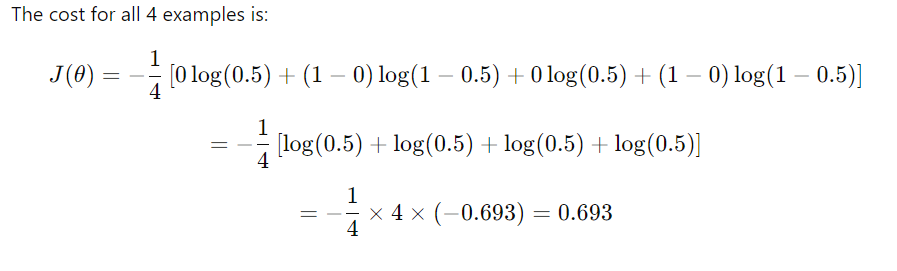 The cost for all 4 examples is:
J(θ) = −1/4 [0 log(0.5) + (1 − 0) log(1 − 0.5) + 0 log(0.5) + (1 − 0) log(1 − 0.5)]
= −1/4 [log(0.5) + log(0.5) + log(0.5) + log(0.5)]
= −1/4 × 4 × (−0.693) = 0.693